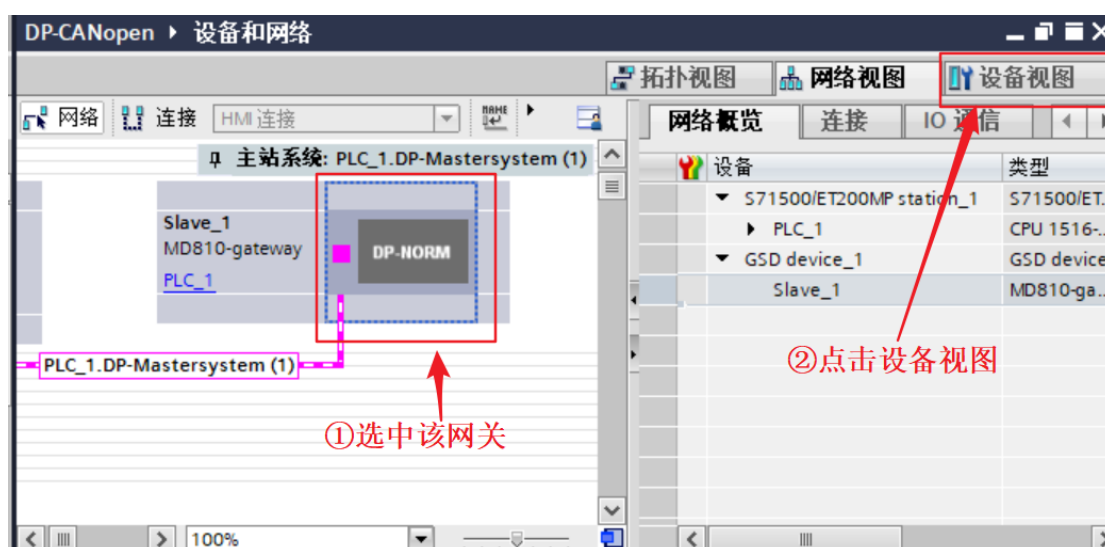 DP-CANopen ▸ 设备和网络
拓扑视图 网络视图 设备视图
网络 连接 HMI 连接
网络概览 连接 IO 通信
主站系统: PLC_1.DP-Mastersystem (1)
设备 类型
S71500/ET200MP station_1 S71500/ET...
PLC_1 CPU 1516-...
GSD device_1 GSD device
Slave_1 MD810-ga...
Slave_1
MD810-gateway
PLC_1
DP-NORM
PLC_1.DP-Mastersystem (1)
①选中该网关
②点击设备视图
100%